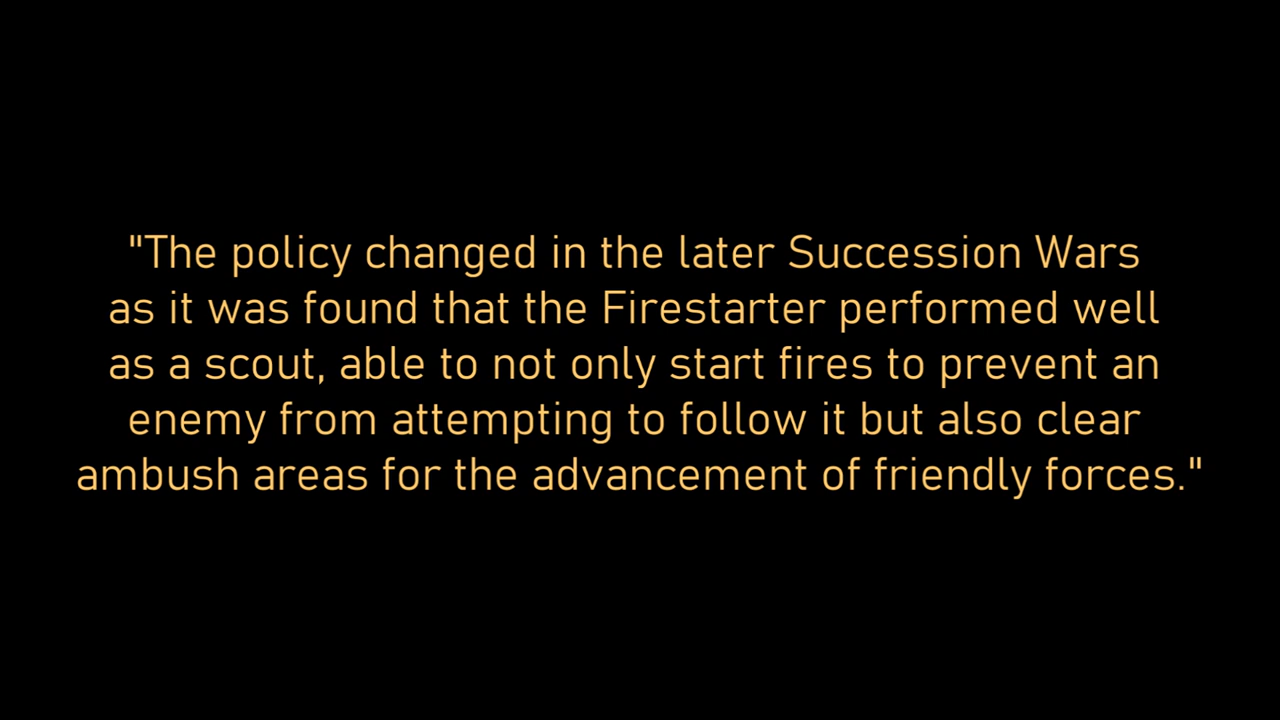 "The policy changed in the later Succession Wars
as it was found that the Firestarter performed well
as a scout, able to not only start fires to prevent an
enemy from attempting to follow it but also clear
ambush areas for the advancement of friendly forces."